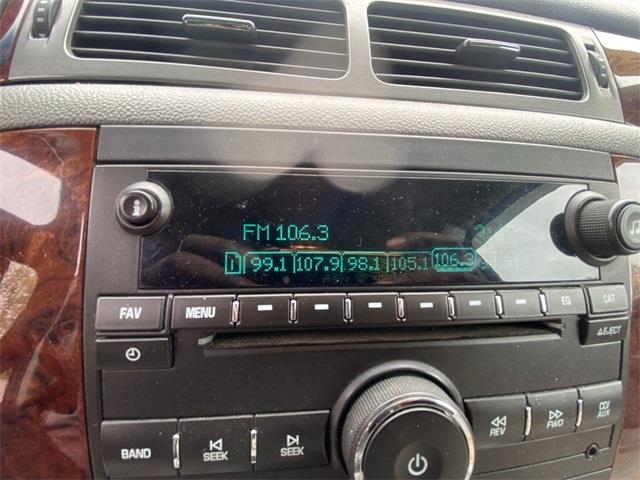 FM 106.3
1 99.1 107.9 98.1 105.1 106.3
FAV MENU EQ CAT
EJECT
BAND SEEK SEEK REV FWD CD/AUX